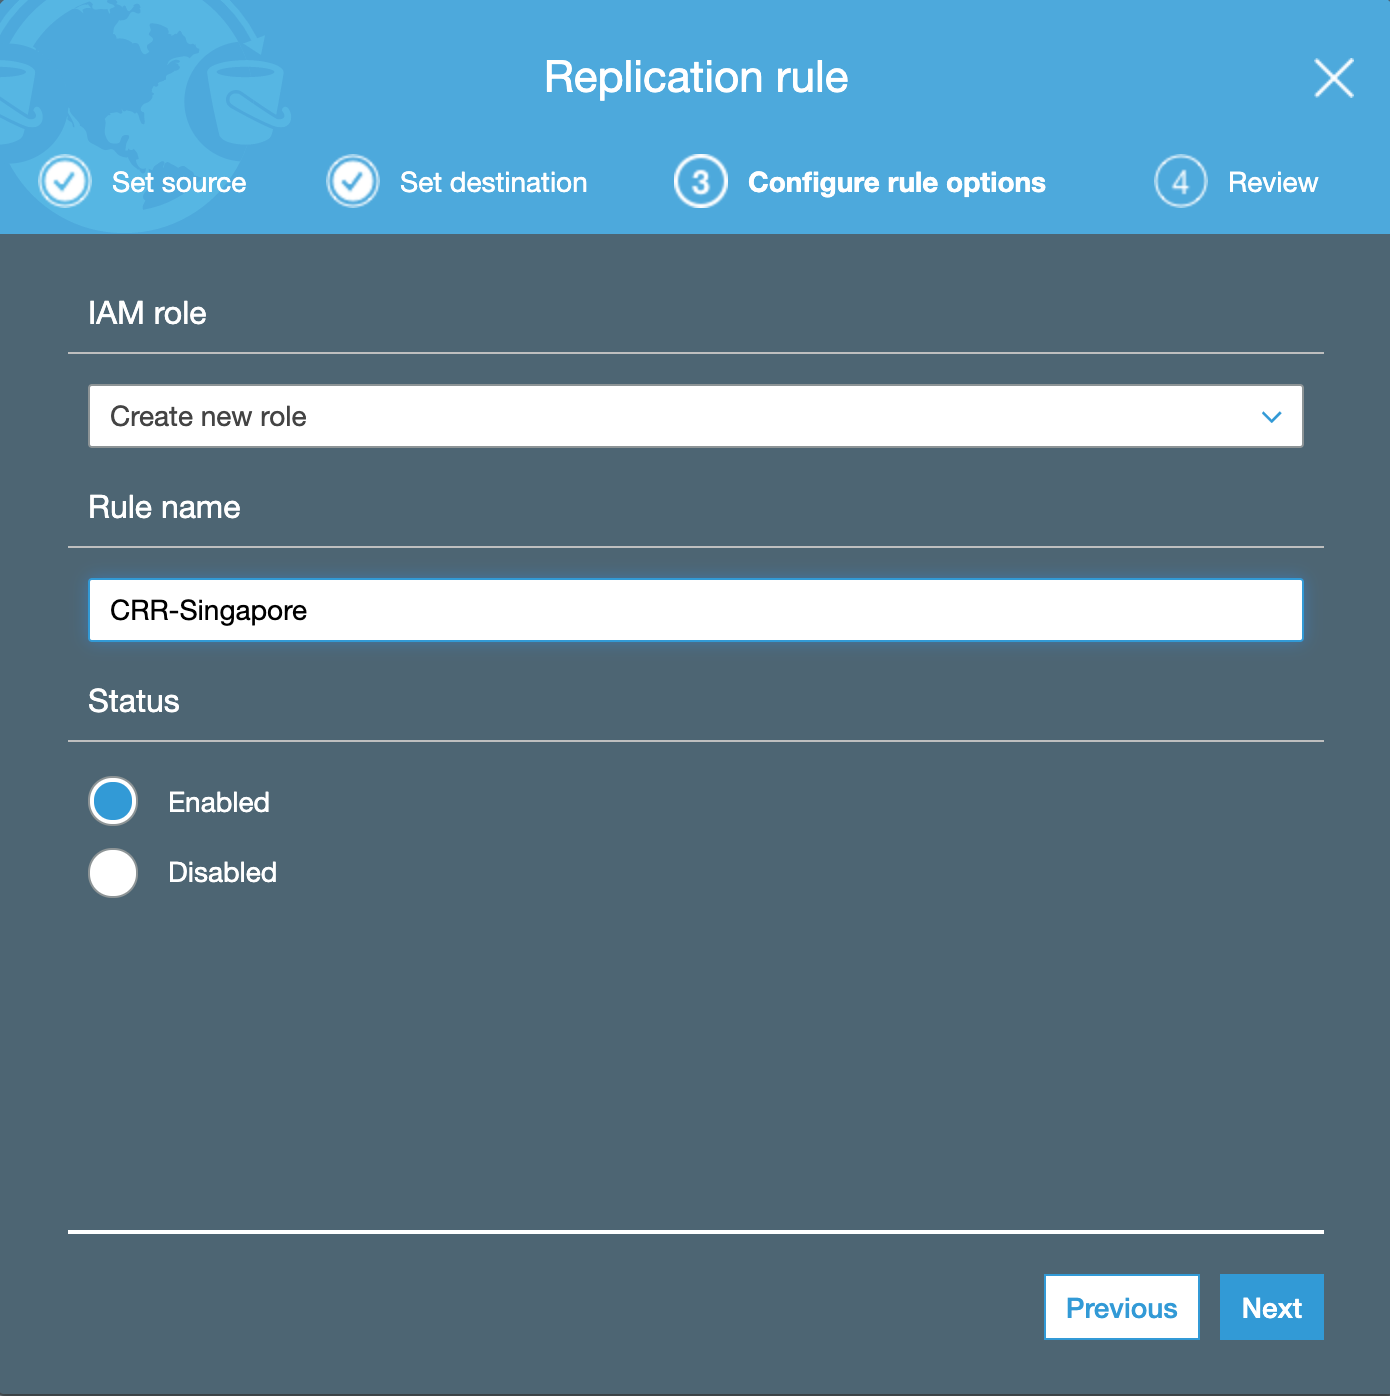 Replication rule
Set source
Set destination
3 Configure rule options
4 Review
IAM role
Create new role
Rule name
CRR-Singapore
Status
Enabled
Disabled
Previous
Next